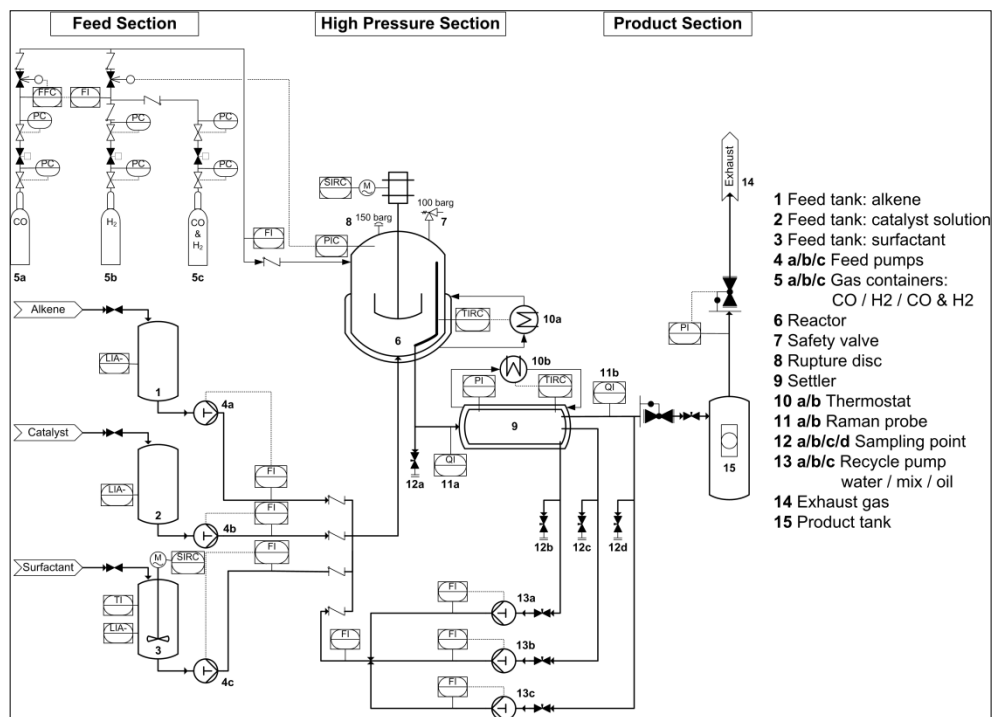 Feed Section
High Pressure Section
Product Section
FFC
FI
PC
PC
PC
PC
PC
PC
CO
H2
CO
&
H2
5a
5b
5c
SIRC
M
100 barg
150 barg
8
7
FI
PIC
TIRC
10a
6
Exhaust
14
PI
Alkene
LIA-
1
4a
Catalyst
LIA-
2
4b
FI
FI
FI
Surfactant
M
SIRC
TI
LIA-
3
4c
10b
PI
TIRC
9
11b
QI
QI
12a
11a
12b
12c
12d
15
FI
13a
FI
FI
13b
FI
13c
1 Feed tank: alkene
2 Feed tank: catalyst solution
3 Feed tank: surfactant
4 a/b/c Feed pumps
5 a/b/c Gas containers:
CO / H2 / CO & H2
6 Reactor
7 Safety valve
8 Rupture disc
9 Settler
10 a/b Thermostat
11 a/b Raman probe
12 a/b/c/d Sampling point
13 a/b/c Recycle pump
water / mix / oil
14 Exhaust gas
15 Product tank